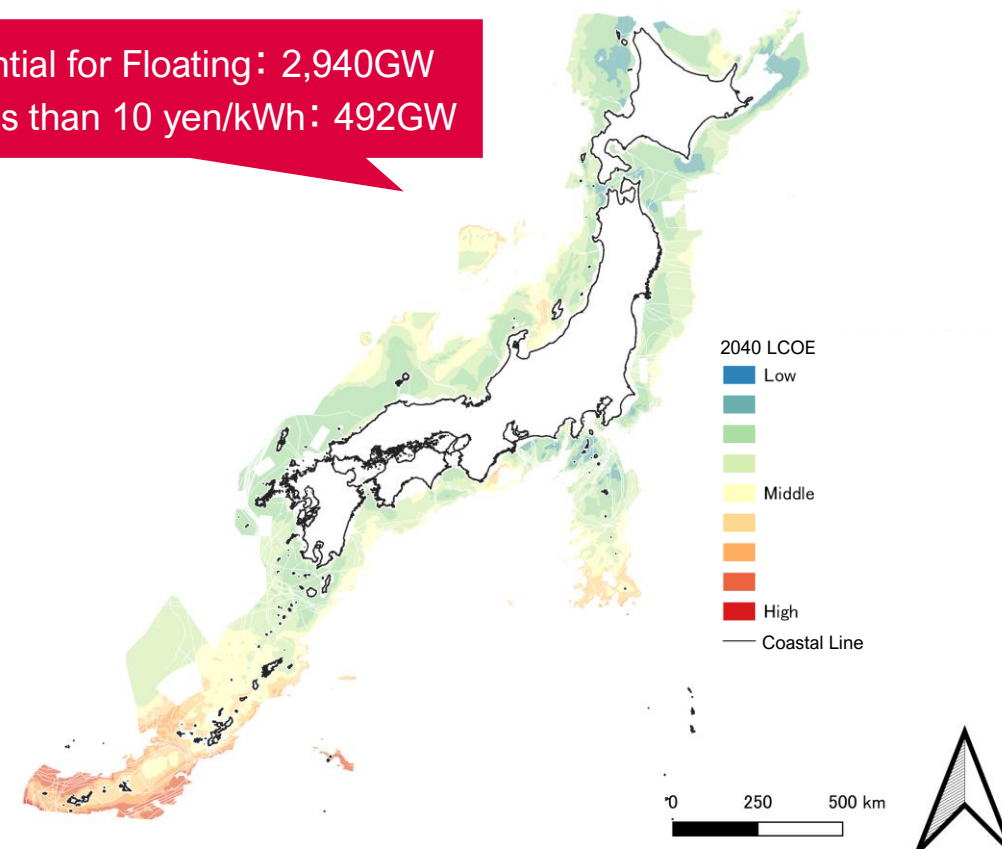 ntial for Floating：2,940GW
s than 10 yen/kWh：492GW
2040 LCOE
Low
Middle
High
Coastal Line
0 250 500 km